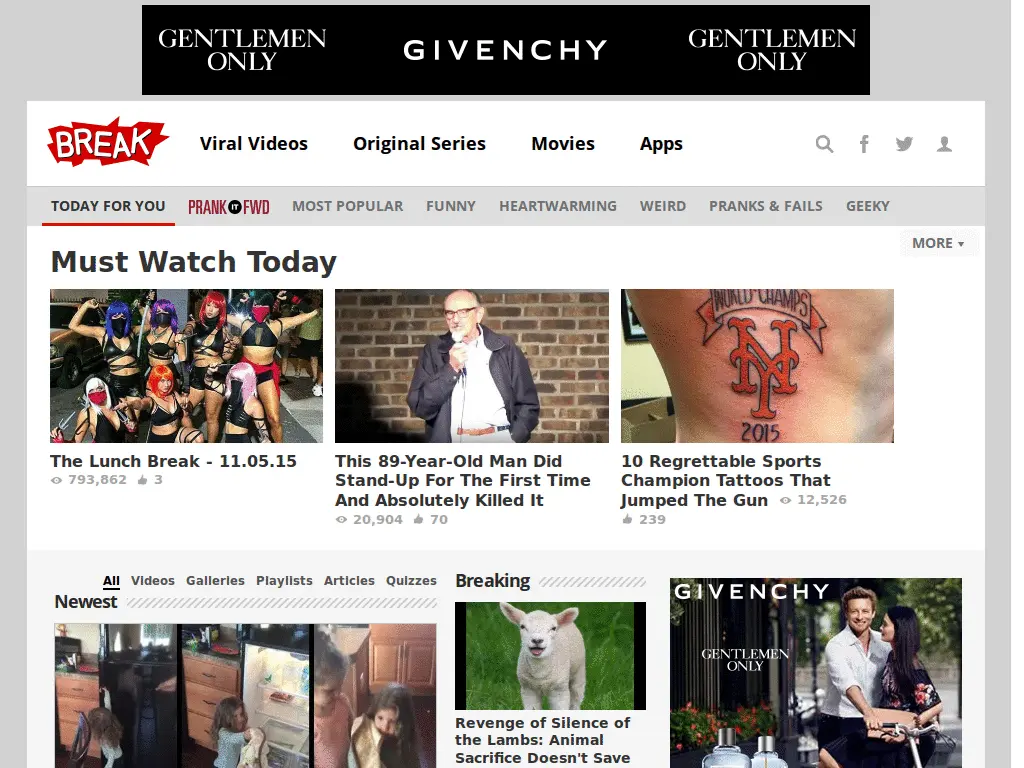 GENTLEMEN
ONLY
GIVENCHY
GENTLEMEN
ONLY
BREAK
Viral Videos
Original Series
Movies
Apps
TODAY FOR YOU
PRANK IT FWD
MOST POPULAR
FUNNY
HEARTWARMING
WEIRD
PRANKS & FAILS
GEEKY
MORE ▾
Must Watch Today
WORLD CHAMPS
NY
2015
The Lunch Break - 11.05.15
793,862 3
This 89-Year-Old Man Did
Stand-Up For The First Time
And Absolutely Killed It
20,904 70
10 Regrettable Sports
Champion Tattoos That
Jumped The Gun 12,526
239
All Videos Galleries Playlists Articles Quizzes
Newest
Breaking
Revenge of Silence of
the Lambs: Animal
Sacrifice Doesn't Save
GIVENCHY
GENTLEMEN
ONLY